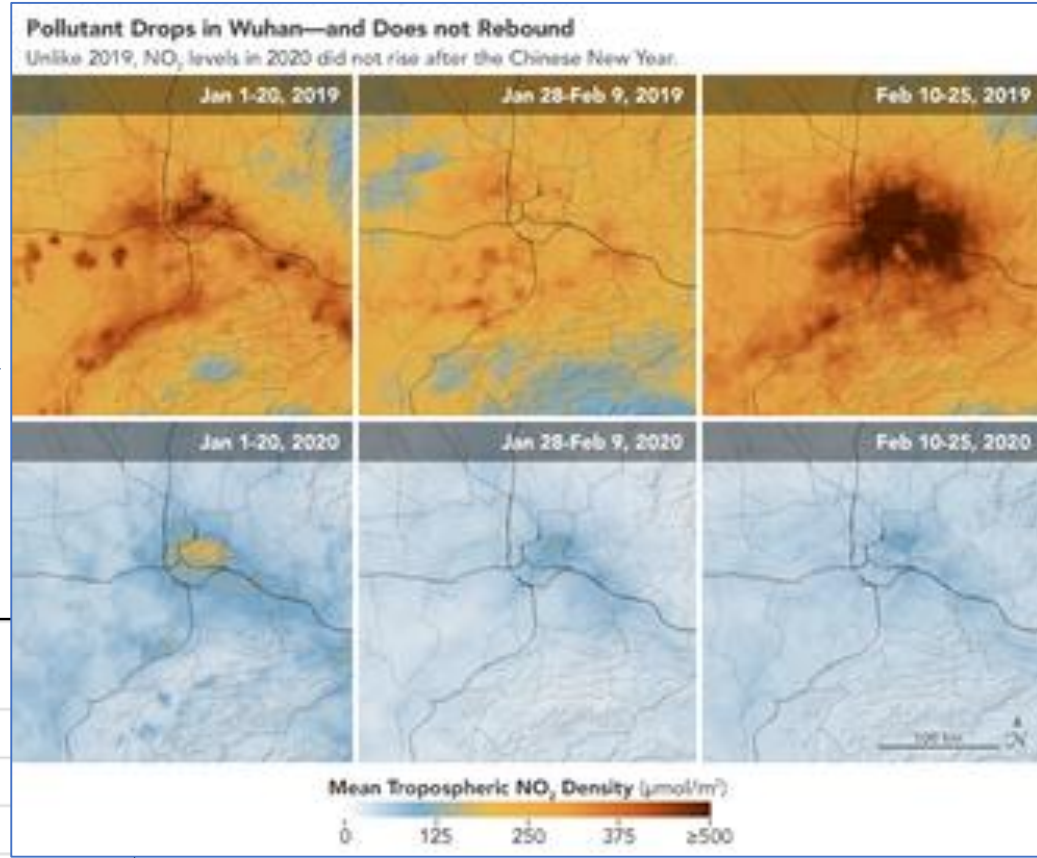 Pollutant Drops in Wuhan—and Does not Rebound
Unlike 2019, NO₂ levels in 2020 did not rise after the Chinese New Year.
Jan 1-20, 2019
Jan 28-Feb 9, 2019
Feb 10-25, 2019
Jan 1-20, 2020
Jan 28-Feb 9, 2020
Feb 10-25, 2020
100 km
N
Mean Tropospheric NO₂ Density (µmol/m²)
0 125 250 375 ≥500